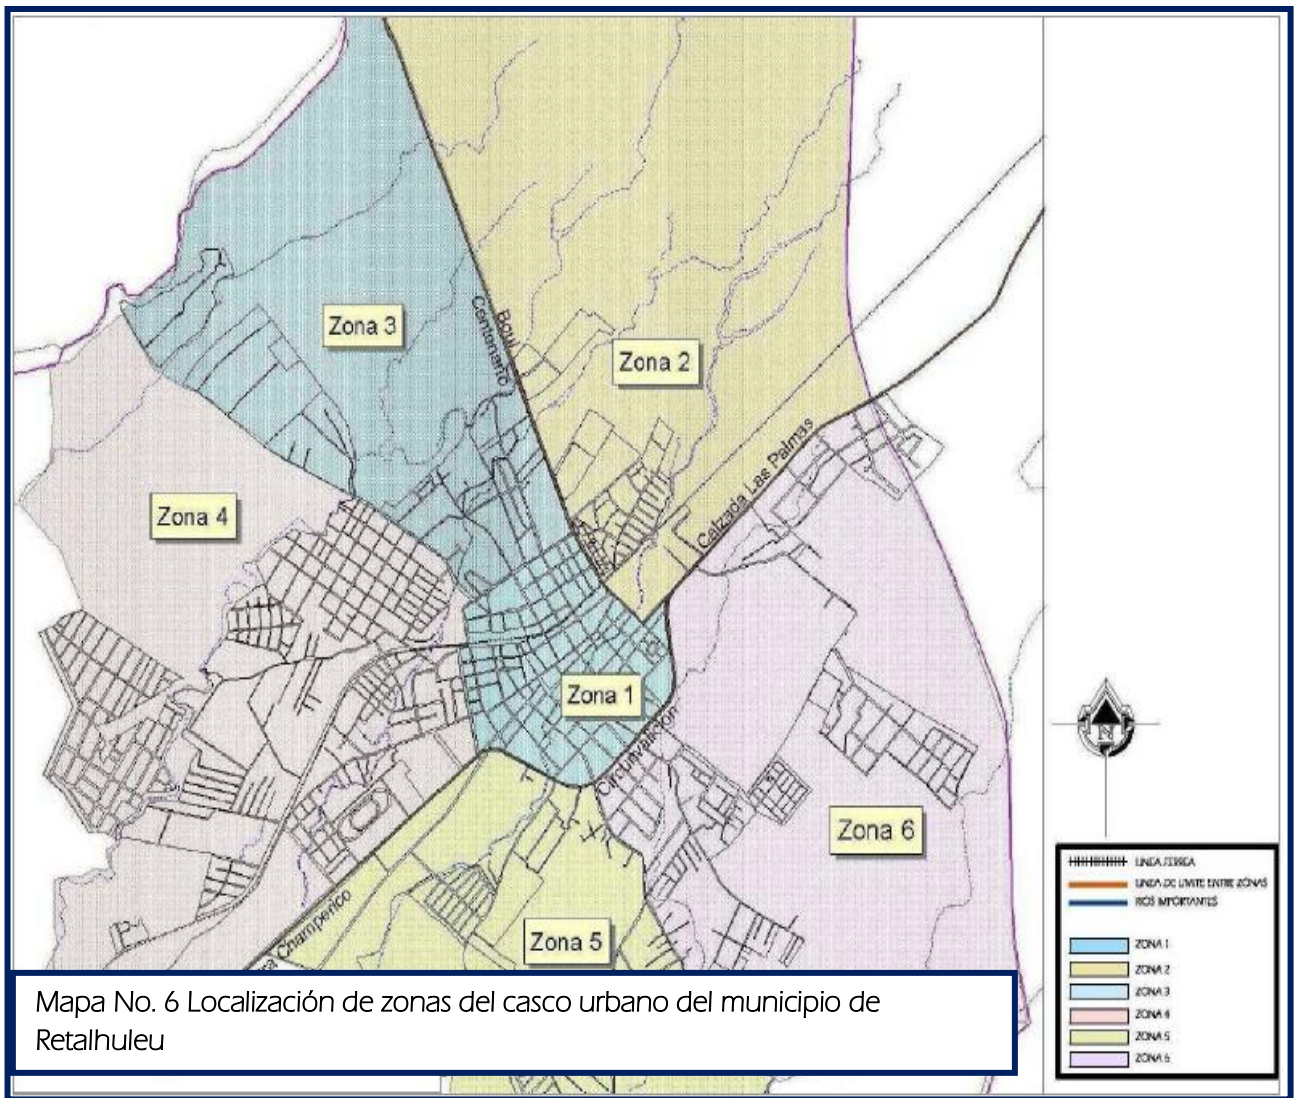 Zona 3
Boul
Centenario
Zona 2
Calzada Las Palmas
Zona 4
Zona 1
Circunvalación
Zona 6
Zona 5
ra Champerico
N
LINEA FERREA
LINEA DE LIMITE ENTRE ZONAS
RIOS IMPORTANTES
ZONA 1
ZONA 2
ZONA 3
ZONA 4
ZONA 5
ZONA 6
Mapa No. 6 Localización de zonas del casco urbano del municipio de
Retalhuleu